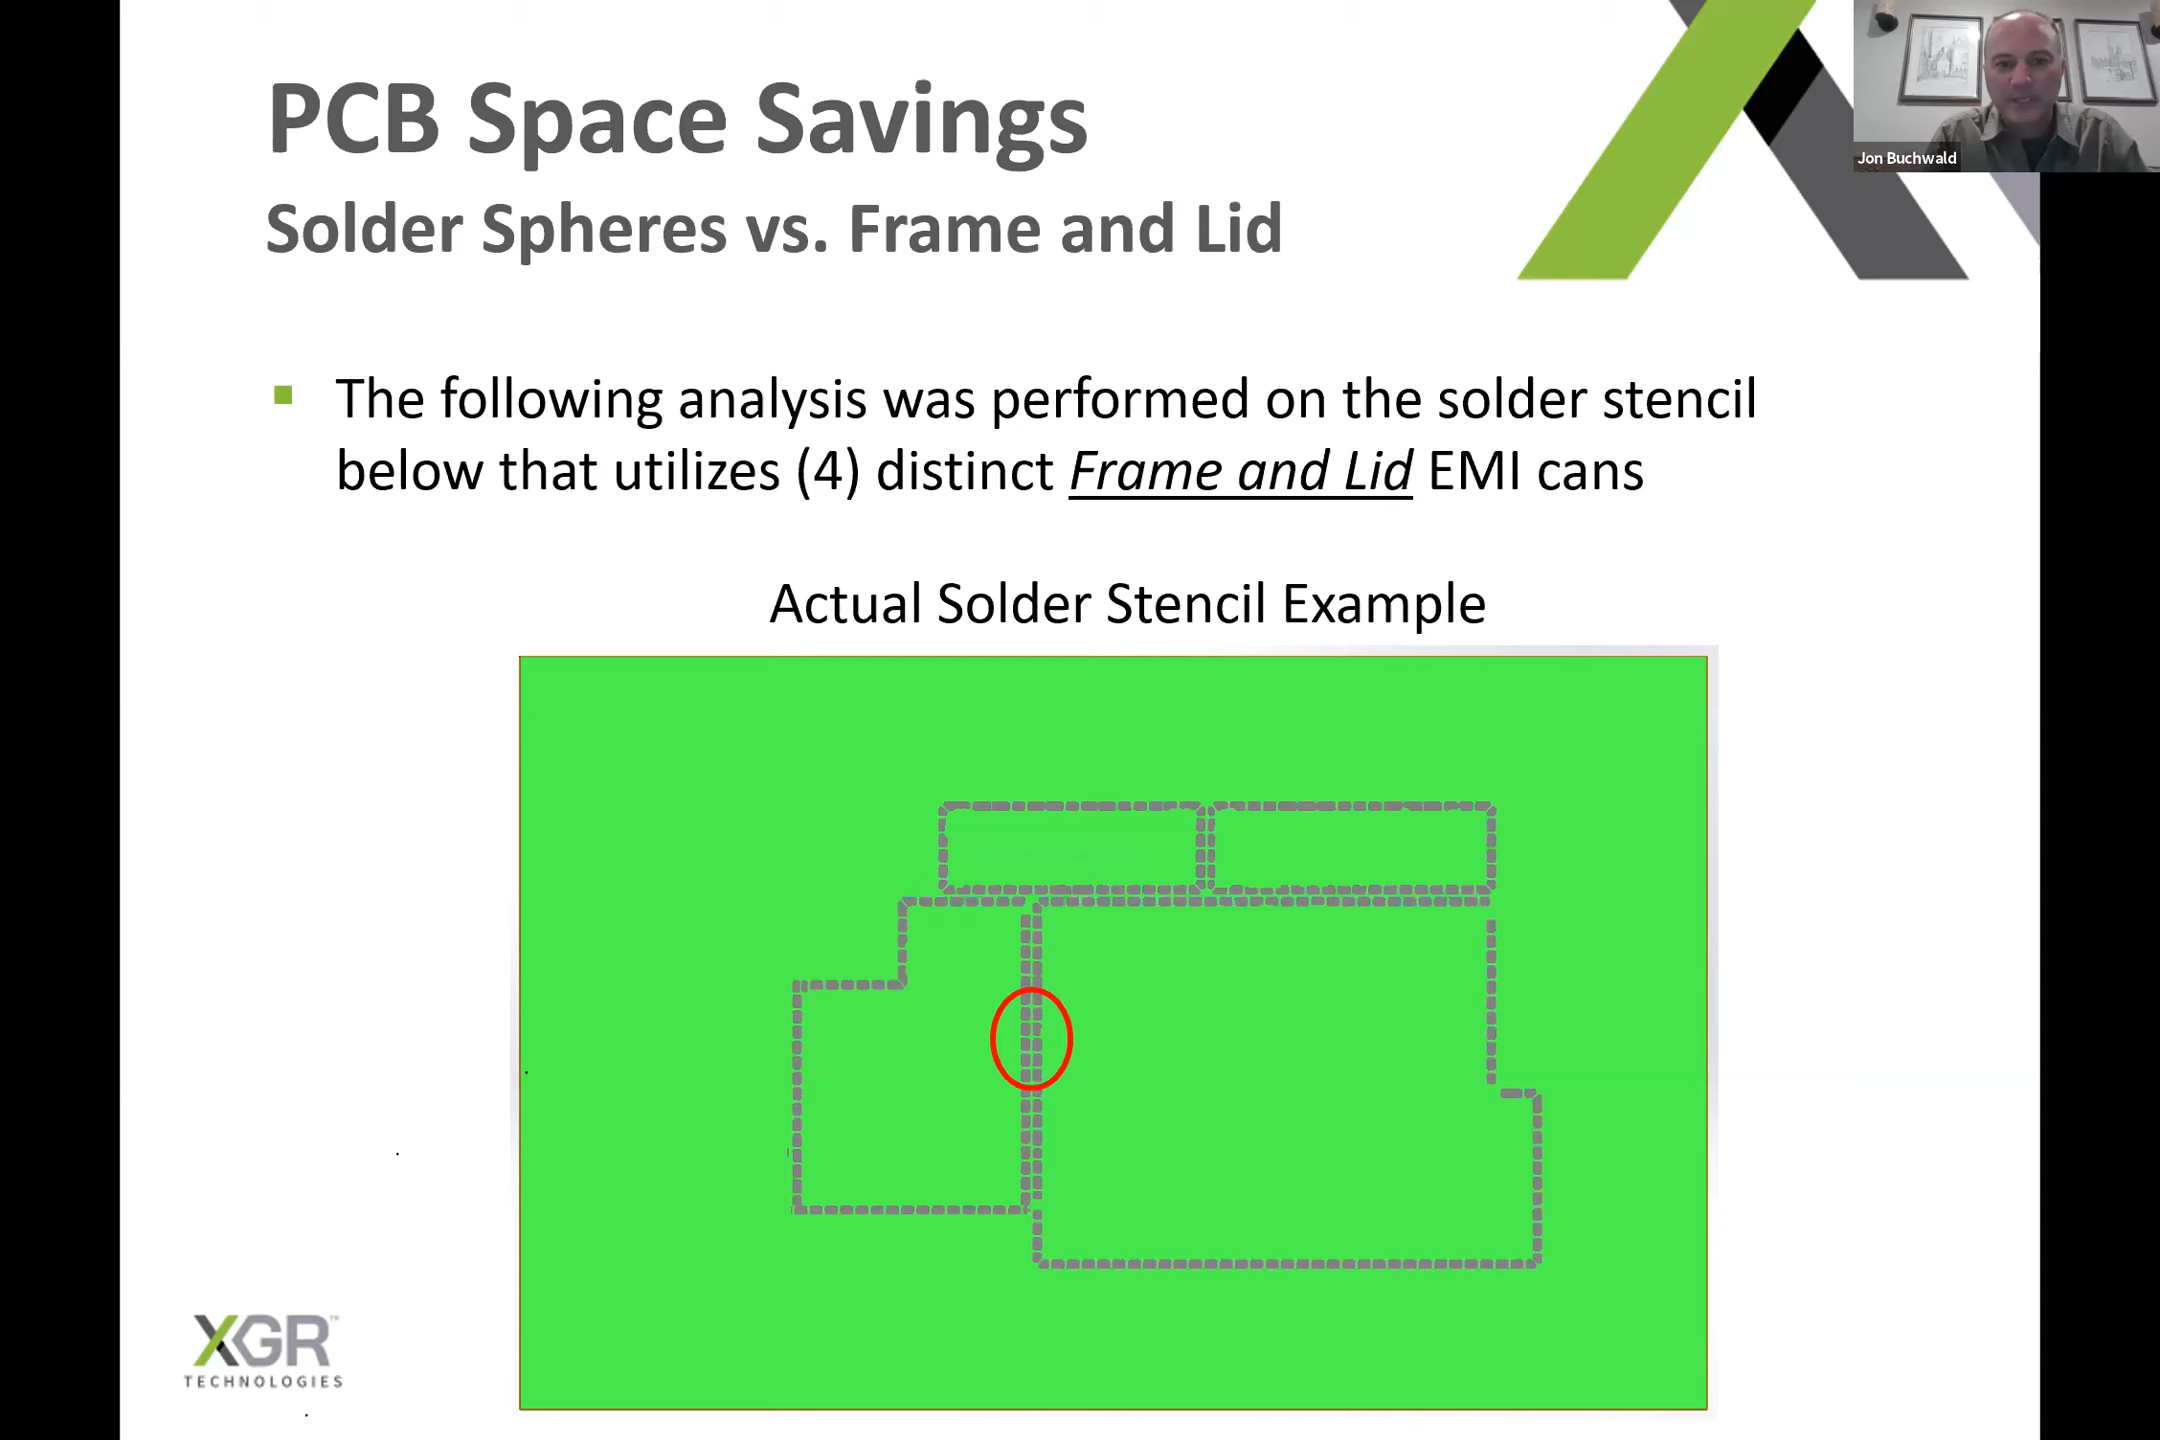 PCB Space Savings
Solder Spheres vs. Frame and Lid
Jon Buchwald
The following analysis was performed on the solder stencil
below that utilizes (4) distinct Frame and Lid EMI cans
Actual Solder Stencil Example
XGR™
TECHNOLOGIES